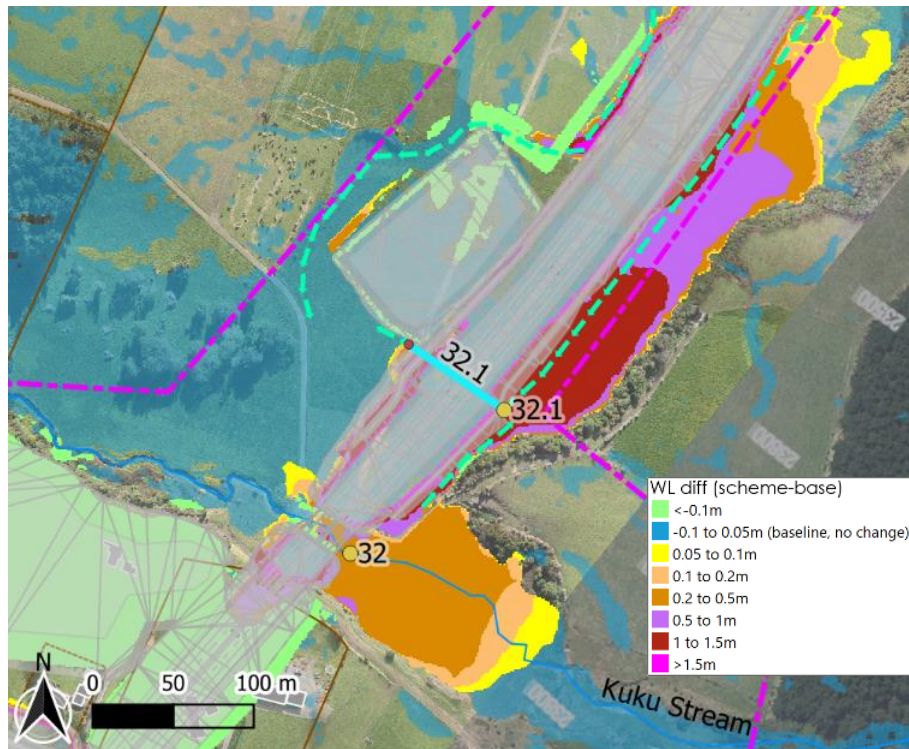 32.1
32.1
32
WL diff (scheme-base)
<-0.1m
-0.1 to 0.05m (baseline, no change)
0.05 to 0.1m
0.1 to 0.2m
0.2 to 0.5m
0.5 to 1m
1 to 1.5m
>1.5m
N
0 50 100 m
Kuku Stream